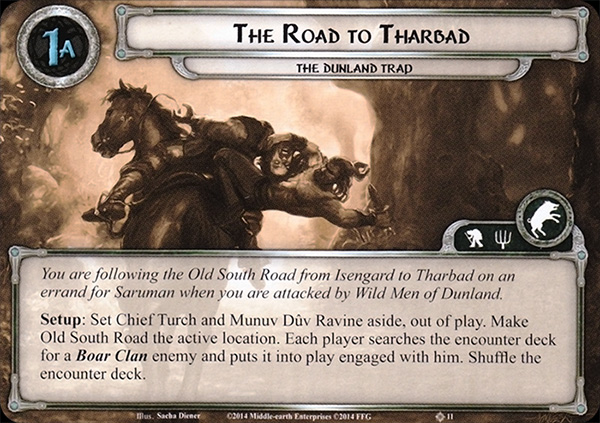 1A
THE ROAD TO THARBAD
THE DUNLAND TRAP
You are following the Old South Road from Isengard to Tharbad on an
errand for Saruman when you are attacked by Wild Men of Dunland.
Setup: Set Chief Turch and Munuv Dûv Ravine aside, out of play. Make
Old South Road the active location. Each player searches the encounter deck
for a Boar Clan enemy and puts it into play engaged with him. Shuffle the
encounter deck.
Illus. Sacha Diener ©2014 Middle-earth Enterprises ©2014 FFG 11